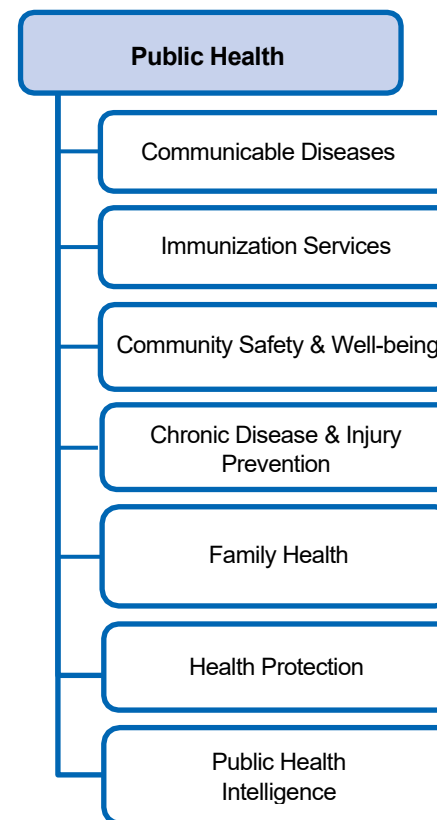 Public Health
Communicable Diseases
Immunization Services
Community Safety & Well-being
Chronic Disease & Injury
Prevention
Family Health
Health Protection
Public Health
Intelligence